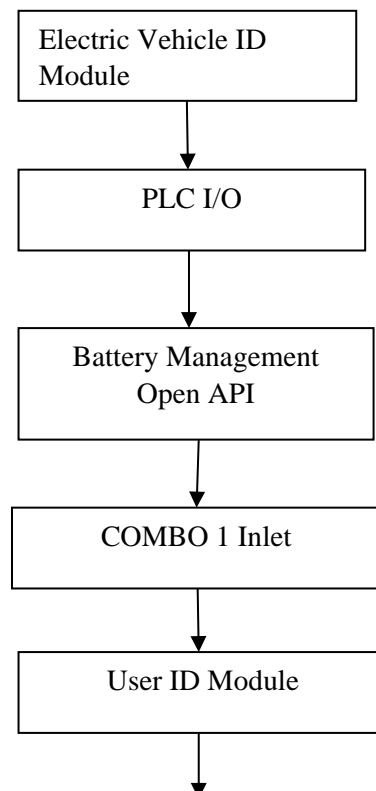 Electric Vehicle ID
Module
PLC I/O
Battery Management
Open API
COMBO 1 Inlet
User ID Module